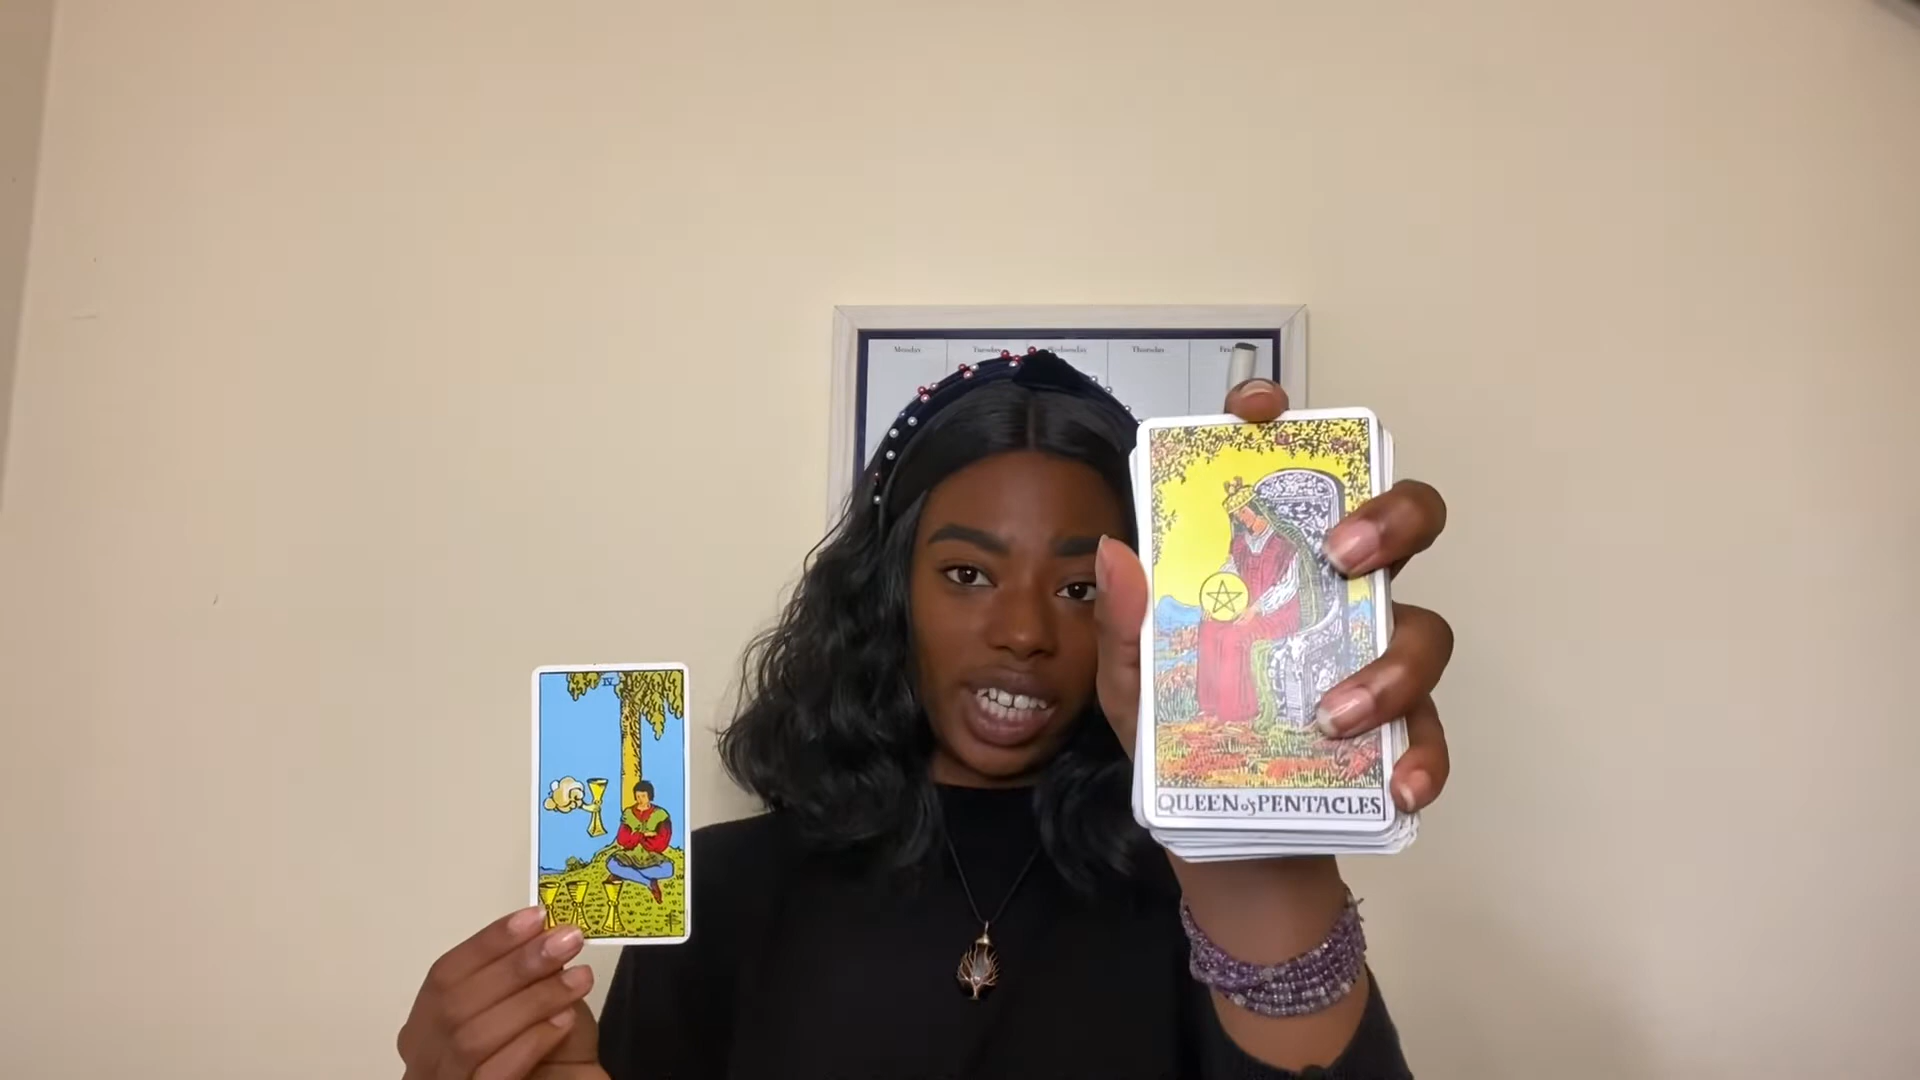 Monday
Tuesday
Wednesday
Thursday
IV
QUEEN of PENTACLES